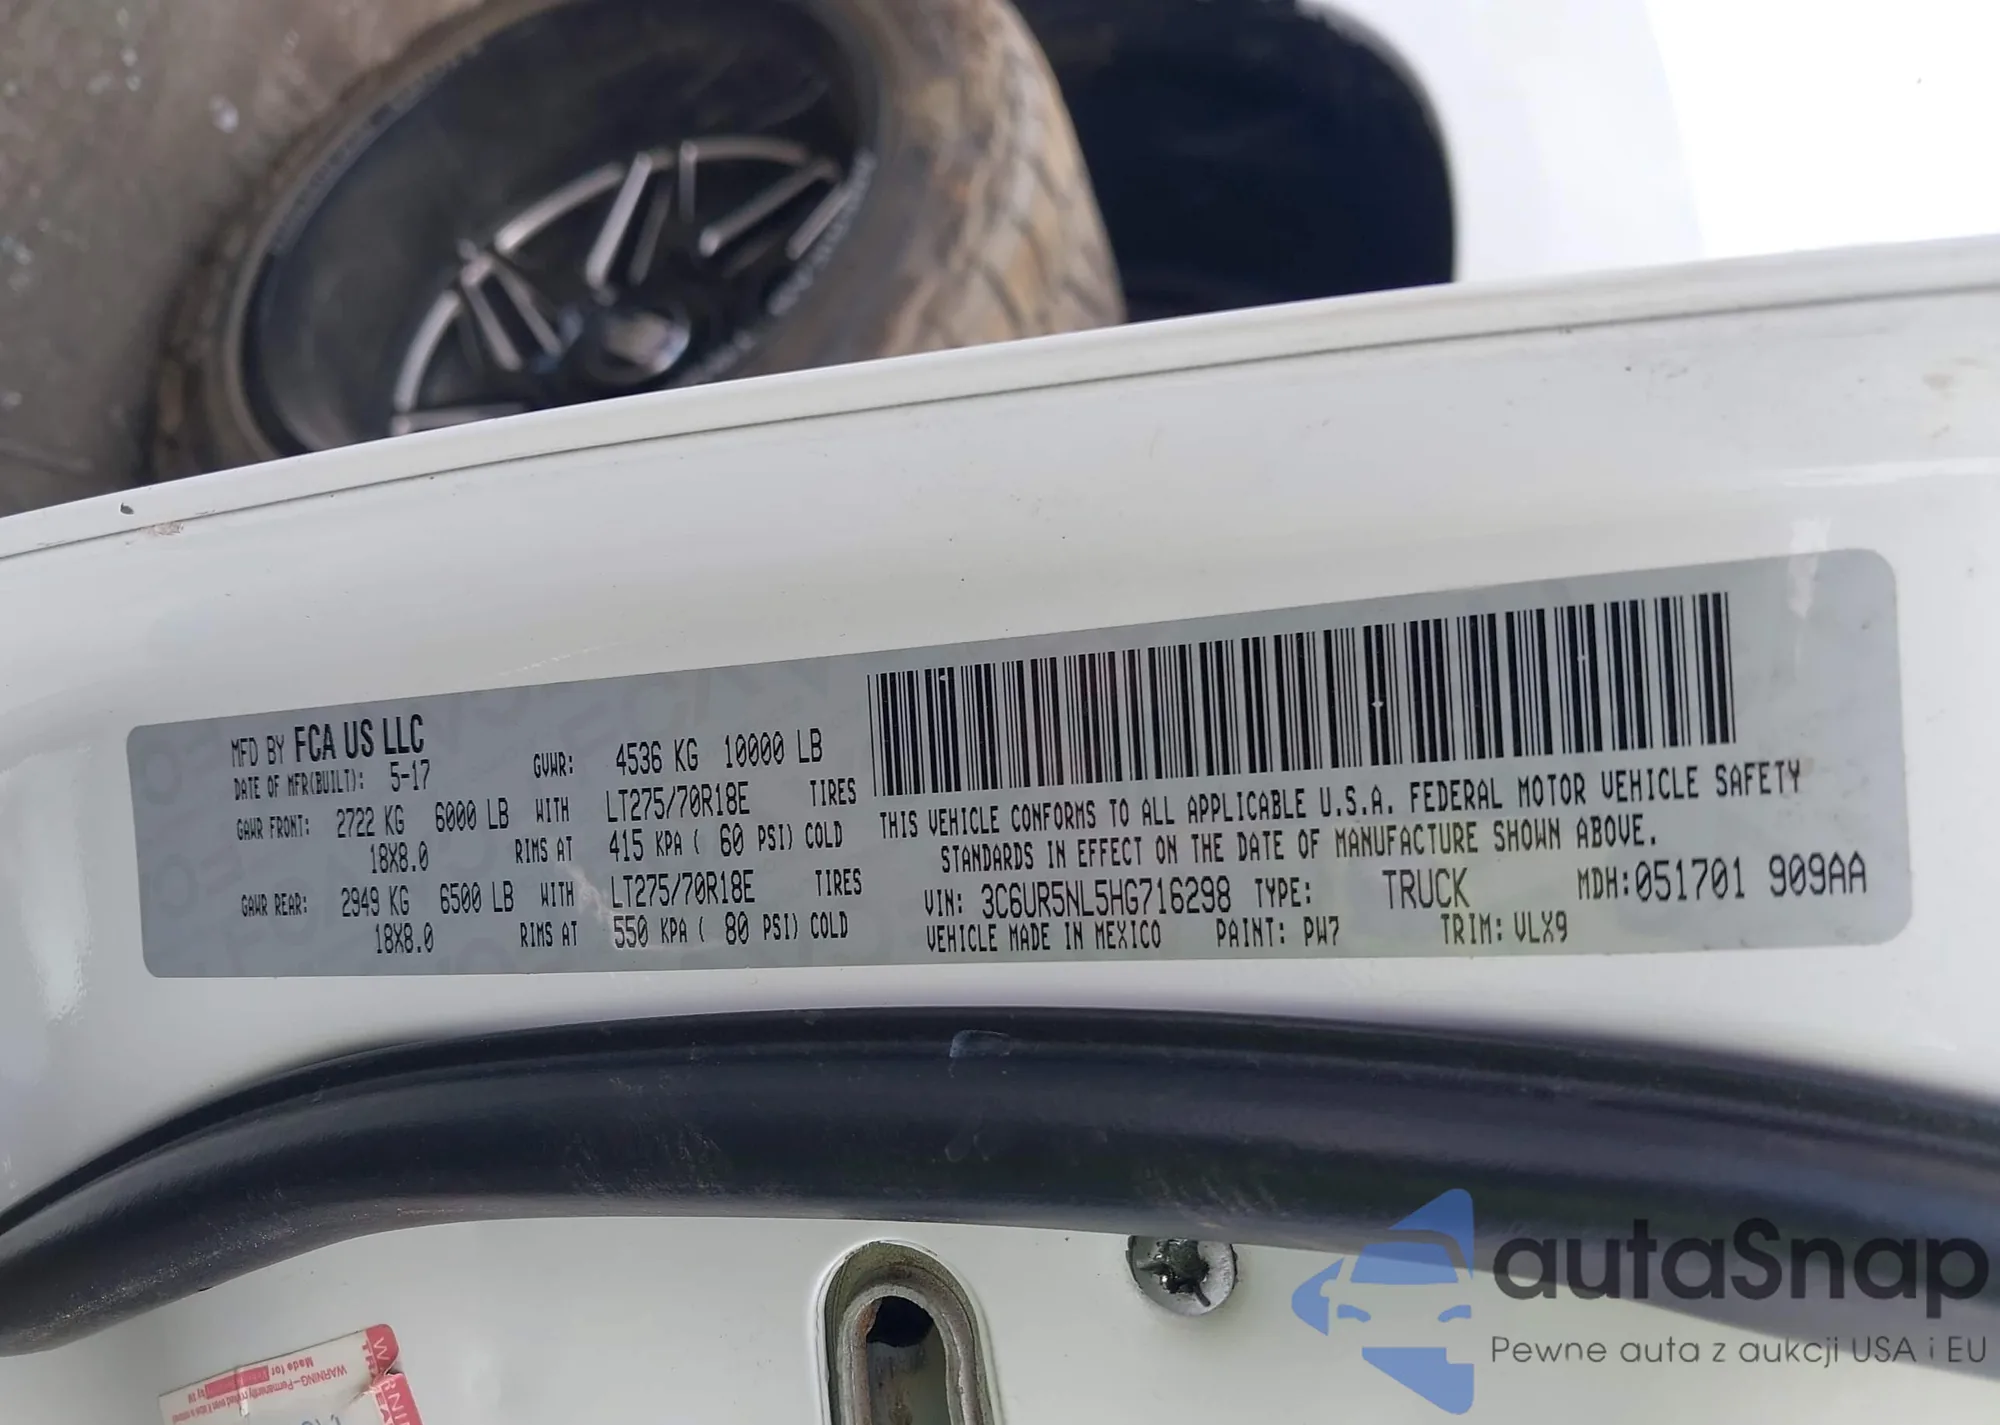 MFD BY FCA US LLC
DATE OF MFR(BUILT): 5-17
GVWR: 4536 KG 10000 LB
GAWR FRONT: 2722 KG 6000 LB WITH LT275/70R18E TIRES
18X8.0 RIMS AT 415 KPA ( 60 PSI) COLD
GAWR REAR: 2949 KG 6500 LB WITH LT275/70R18E TIRES
18X8.0 RIMS AT 550 KPA ( 80 PSI) COLD
THIS VEHICLE CONFORMS TO ALL APPLICABLE U.S.A. FEDERAL MOTOR VEHICLE SAFETY
STANDARDS IN EFFECT ON THE DATE OF MANUFACTURE SHOWN ABOVE.
VIN: 3C6UR5NL5HG716298 TYPE: TRUCK MDH:051701 909AA
VEHICLE MADE IN MEXICO PAINT: PW7 TRIM: VLX9
autaSnap
Pewne auta z aukcji USA i EU